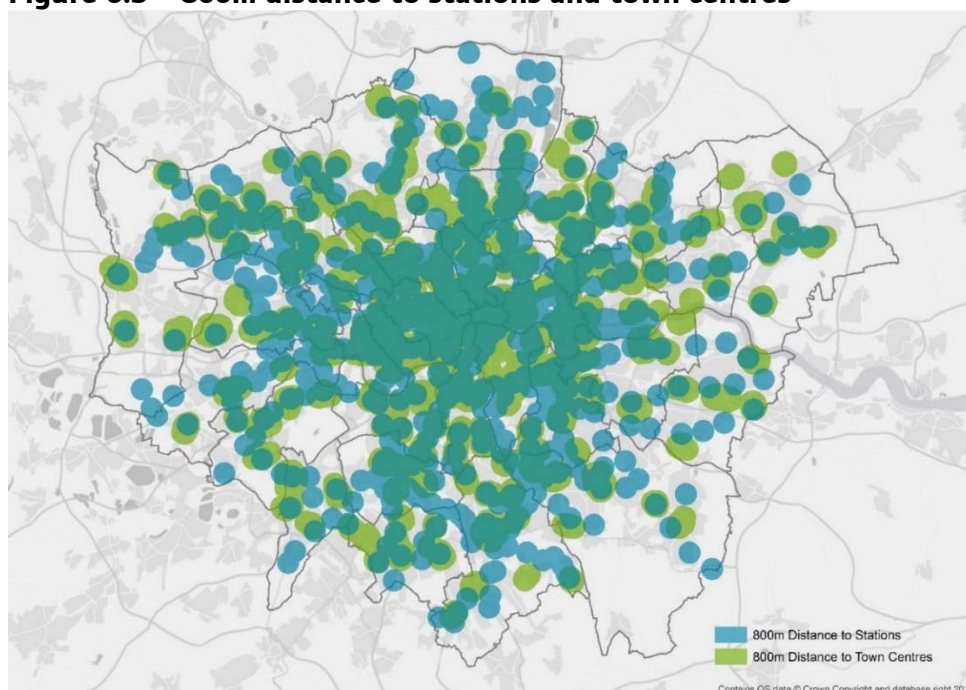 800m distance to stations and town centres
800m Distance to Stations
800m Distance to Town Centres
Contains OS data © Crown Copyright and database right 20